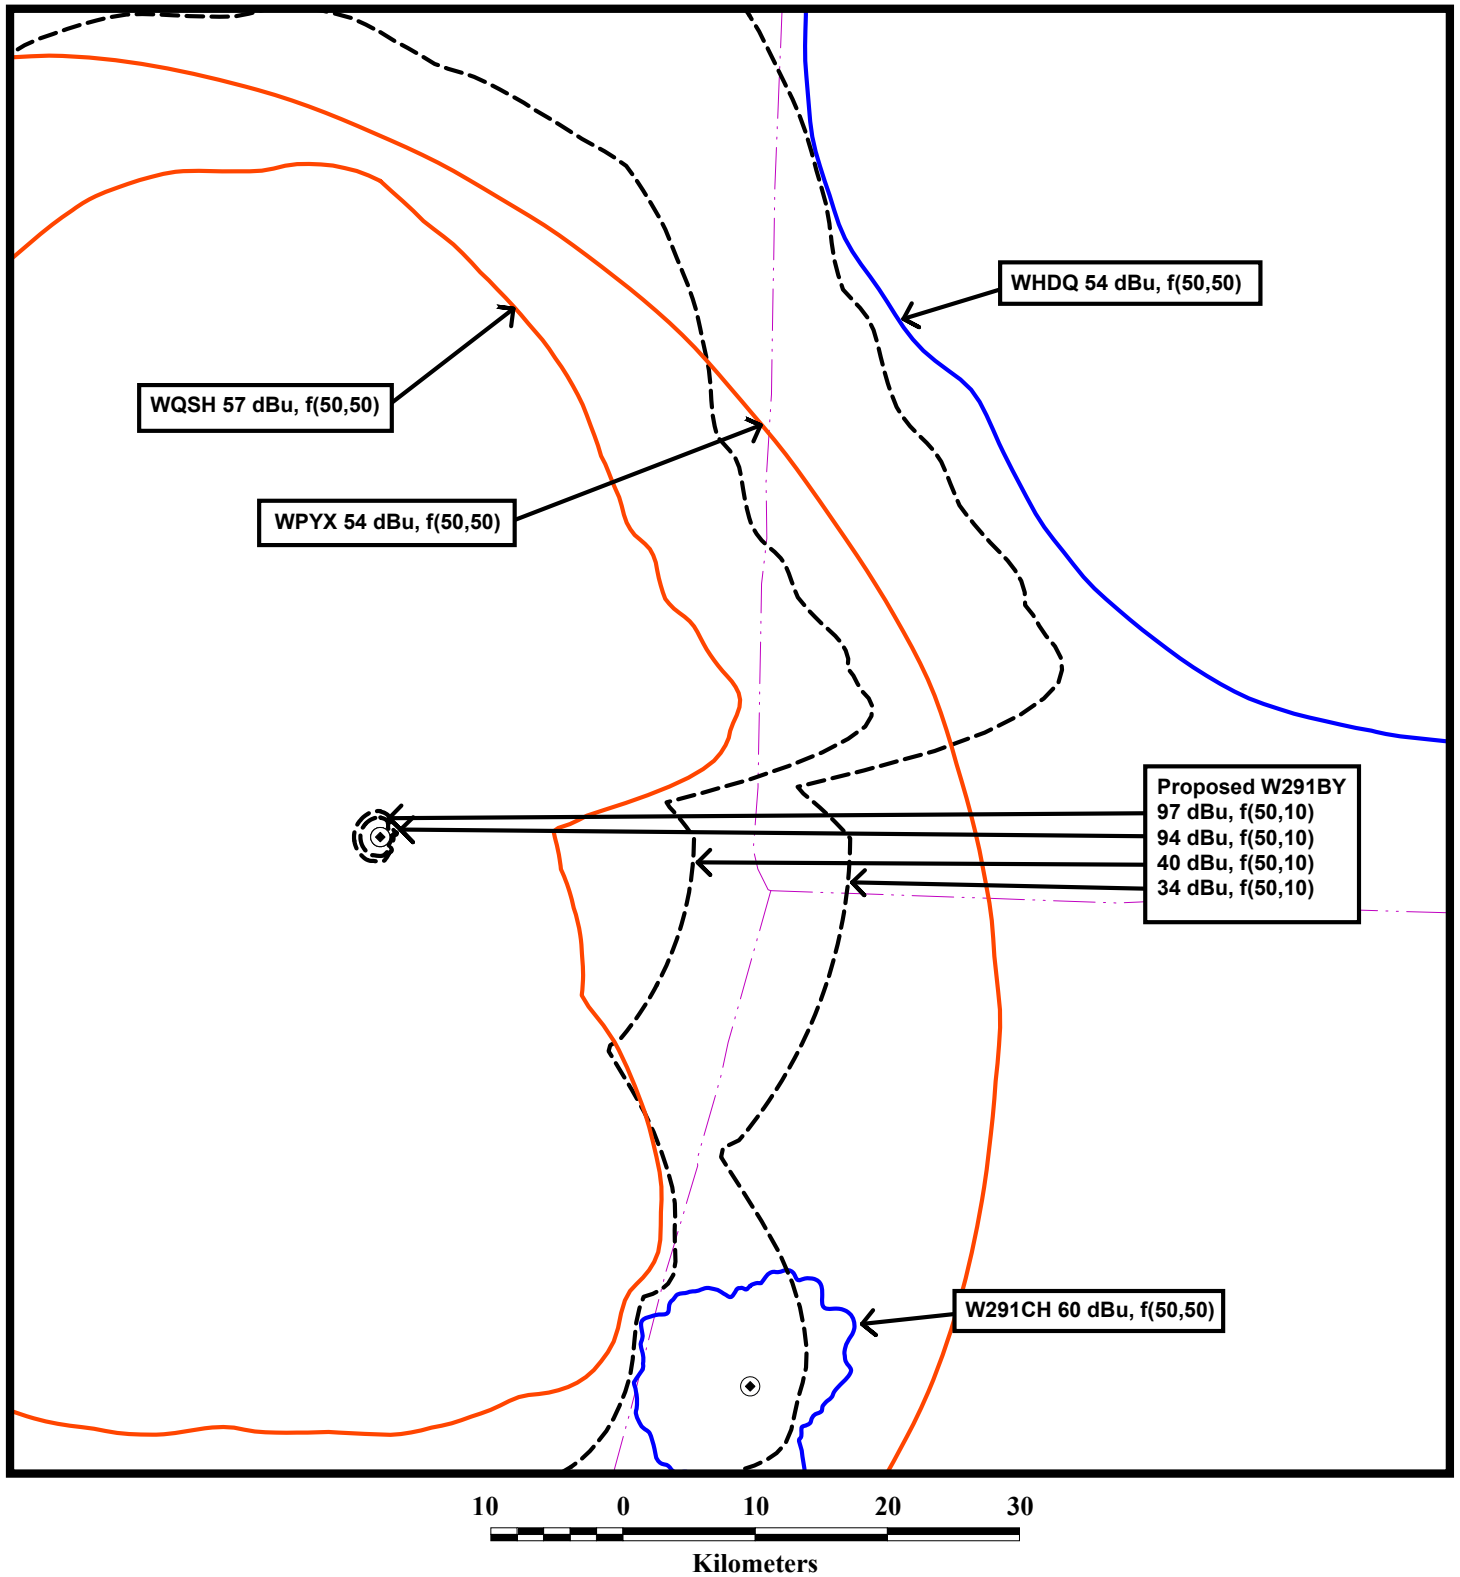 WHDQ 54 dBu, f(50,50)
WQSH 57 dBu, f(50,50)
WPYX 54 dBu, f(50,50)
Proposed W291BY
97 dBu, f(50,10)
94 dBu, f(50,10)
40 dBu, f(50,10)
34 dBu, f(50,10)
W291CH 60 dBu, f(50,50)
10 0 10 20 30
Kilometers